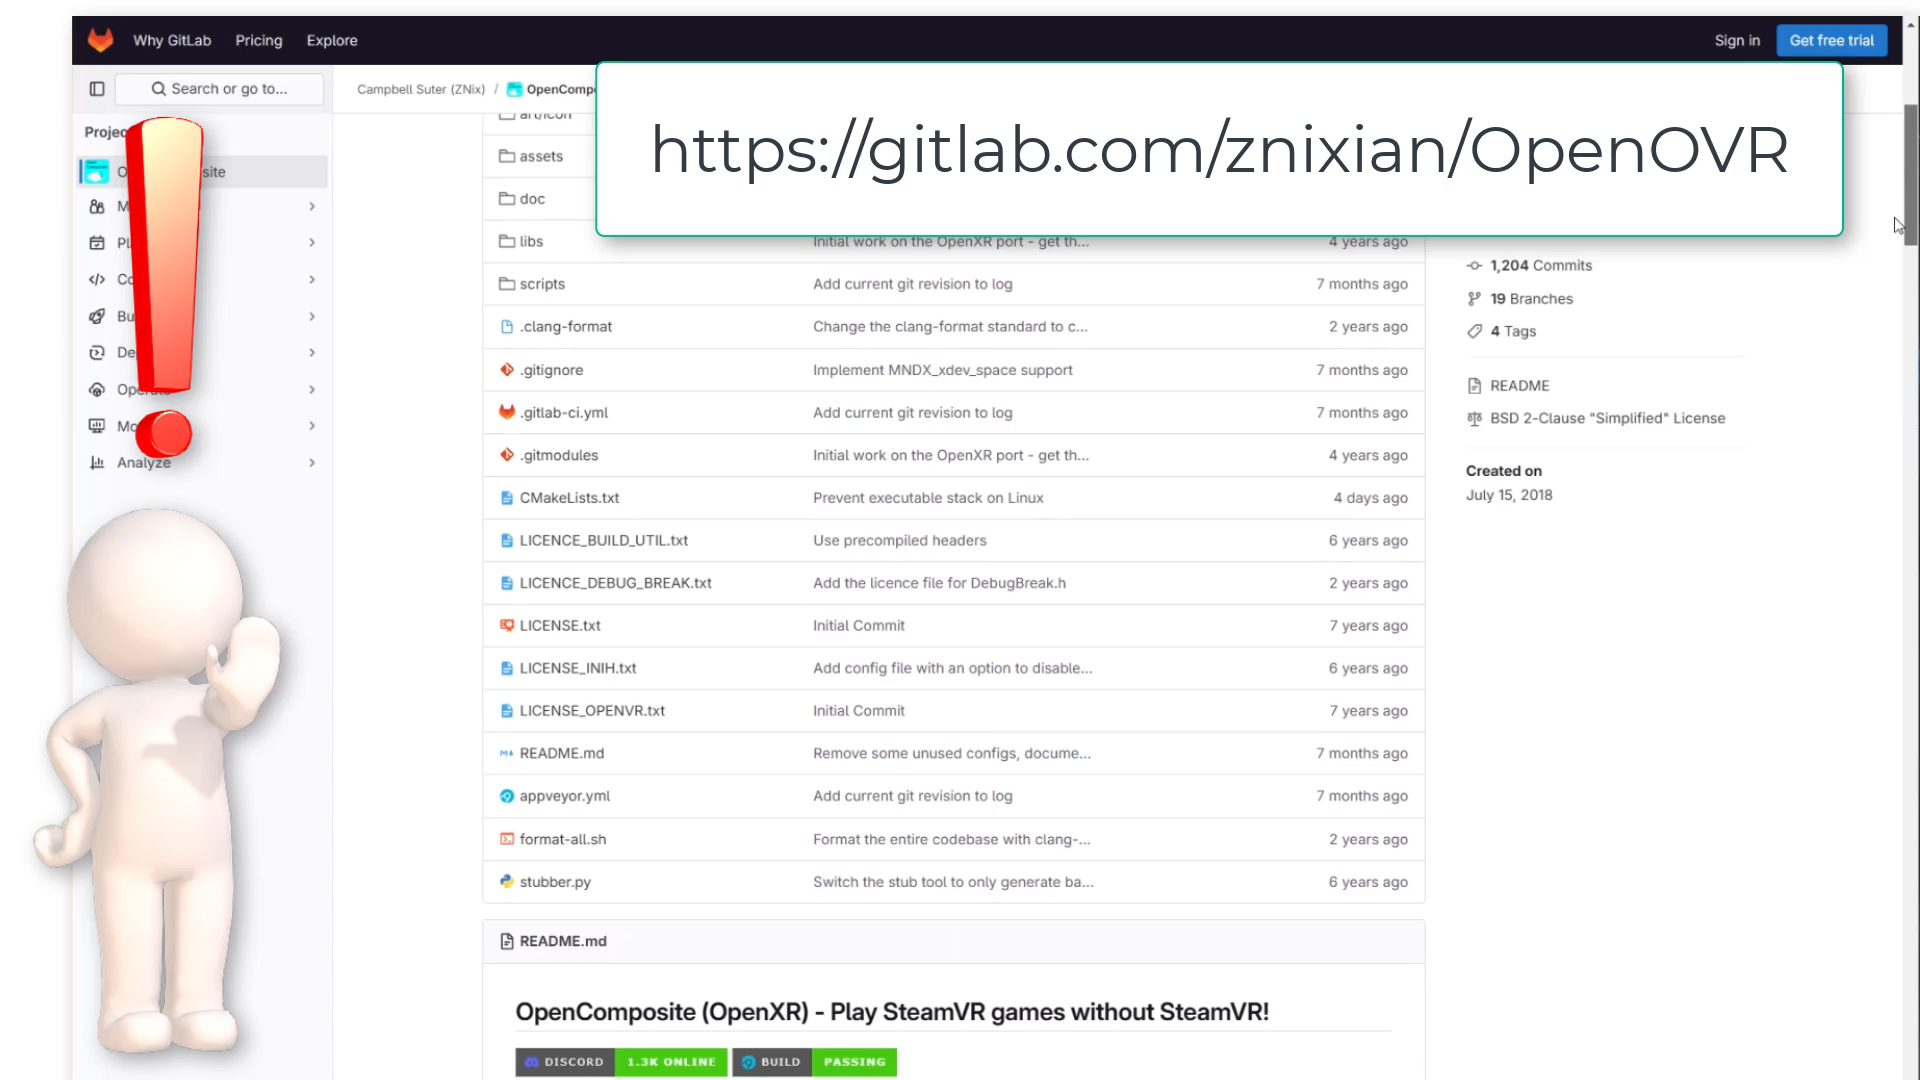 Why GitLab Pricing Explore Sign in Get free trial
Search or go to...
Campbell Suter (ZNix) /
https://gitlab.com/znixian/OpenOVR
assets
doc
libs Initial work on the OpenXR port - get th... 4 years ago
scripts Add current git revision to log 7 months ago
.clang-format Change the clang-format standard to c... 2 years ago
.gitignore Implement MNDX_xdev_space support 7 months ago
.gitlab-ci.yml Add current git revision to log 7 months ago
.gitmodules Initial work on the OpenXR port - get th... 4 years ago
CMakeLists.txt Prevent executable stack on Linux 4 days ago
LICENCE_BUILD_UTIL.txt Use precompiled headers 6 years ago
LICENCE_DEBUG_BREAK.txt Add the licence file for DebugBreak.h 2 years ago
LICENSE.txt Initial Commit 7 years ago
LICENSE_INIH.txt Add config file with an option to disable... 6 years ago
LICENSE_OPENVR.txt Initial Commit 7 years ago
README.md Remove some unused configs, docume... 7 months ago
appveyor.yml Add current git revision to log 7 months ago
format-all.sh Format the entire codebase with clang-... 2 years ago
stubber.py Switch the stub tool to only generate ba... 6 years ago
README.md
OpenComposite (OpenXR) - Play SteamVR games without SteamVR!
DISCORD 1.3K ONLINE BUILD PASSING
Analyze
1,204 Commits
19 Branches
4 Tags
README
BSD 2-Clause "Simplified" License
Created on
July 15, 2018